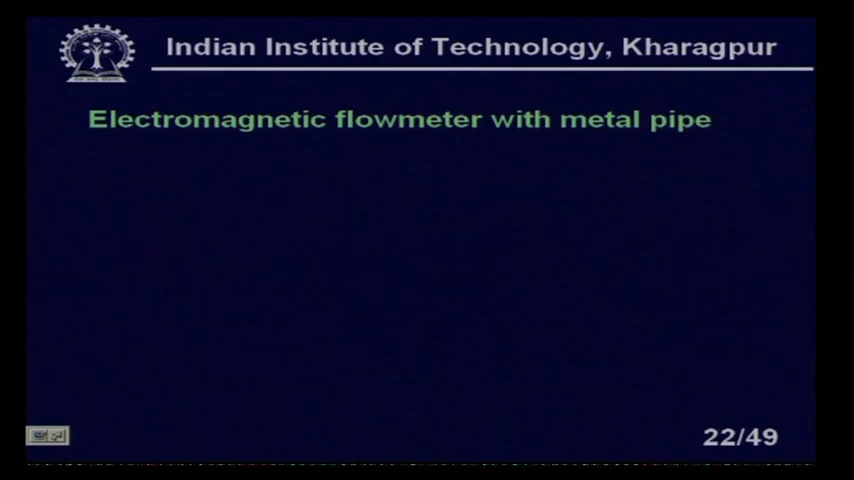 Indian Institute of Technology, Kharagpur
Electromagnetic flowmeter with metal pipe
22/49